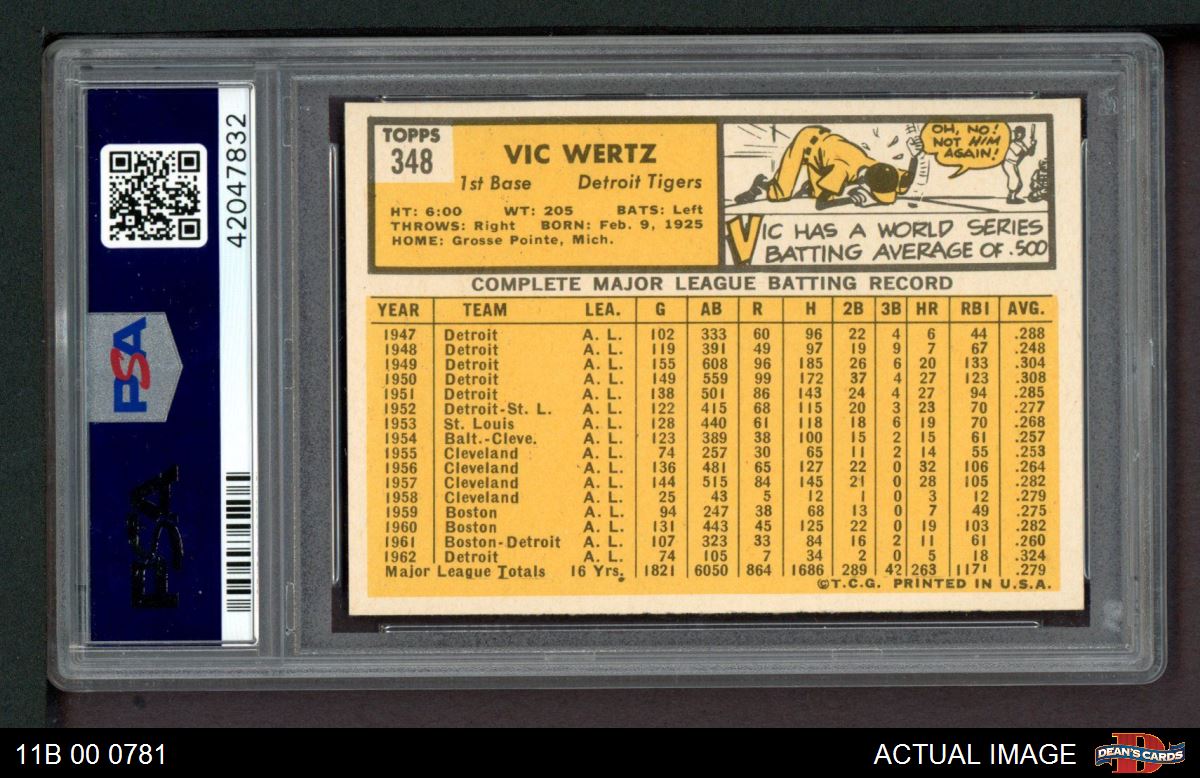 PSA
42047832
PSA
TOPPS
348
VIC WERTZ
1st Base Detroit Tigers
HT: 6:00 WT: 205 BATS: Left
THROWS: Right BORN: Feb. 9, 1925
HOME: Grosse Pointe, Mich.
OH, NO!
NOT HIM
AGAIN!
VIC HAS A WORLD SERIES
BATTING AVERAGE OF .500
COMPLETE MAJOR LEAGUE BATTING RECORD
YEAR TEAM LEA. G AB R H 2B 3B HR RBI AVG.
1947 Detroit A. L. 102 333 60 96 22 4 6 44 .288
1948 Detroit A. L. 119 391 49 97 19 9 7 67 .248
1949 Detroit A. L. 155 608 96 185 26 6 20 133 .304
1950 Detroit A. L. 149 559 99 172 37 4 27 123 .308
1951 Detroit A. L. 138 501 86 143 24 4 27 94 .285
1952 Detroit-St. L. A. L. 122 415 68 115 20 3 23 70 .277
1953 St. Louis A. L. 128 440 61 118 18 6 19 70 .268
1954 Balt.-Cleve. A. L. 123 389 38 100 15 2 15 61 .257
1955 Cleveland A. L. 74 257 30 65 11 2 14 55 .253
1956 Cleveland A. L. 136 481 65 127 22 0 32 106 .264
1957 Cleveland A. L. 144 515 84 145 21 0 28 105 .282
1958 Cleveland A. L. 25 43 5 12 1 0 3 12 .279
1959 Boston A. L. 94 247 38 68 13 0 7 49 .275
1960 Boston A. L. 131 443 45 125 22 0 19 103 .282
1961 Boston-Detroit A. L. 107 323 33 84 16 2 11 61 .260
1962 Detroit A. L. 74 105 7 34 2 0 5 18 .324
Major League Totals 16 Yrs. 1821 6050 864 1686 289 42 263 1171 .279
©T.C.G. PRINTED IN U.S.A.
11B 00 0781
ACTUAL IMAGE
DEAN'S CARDS